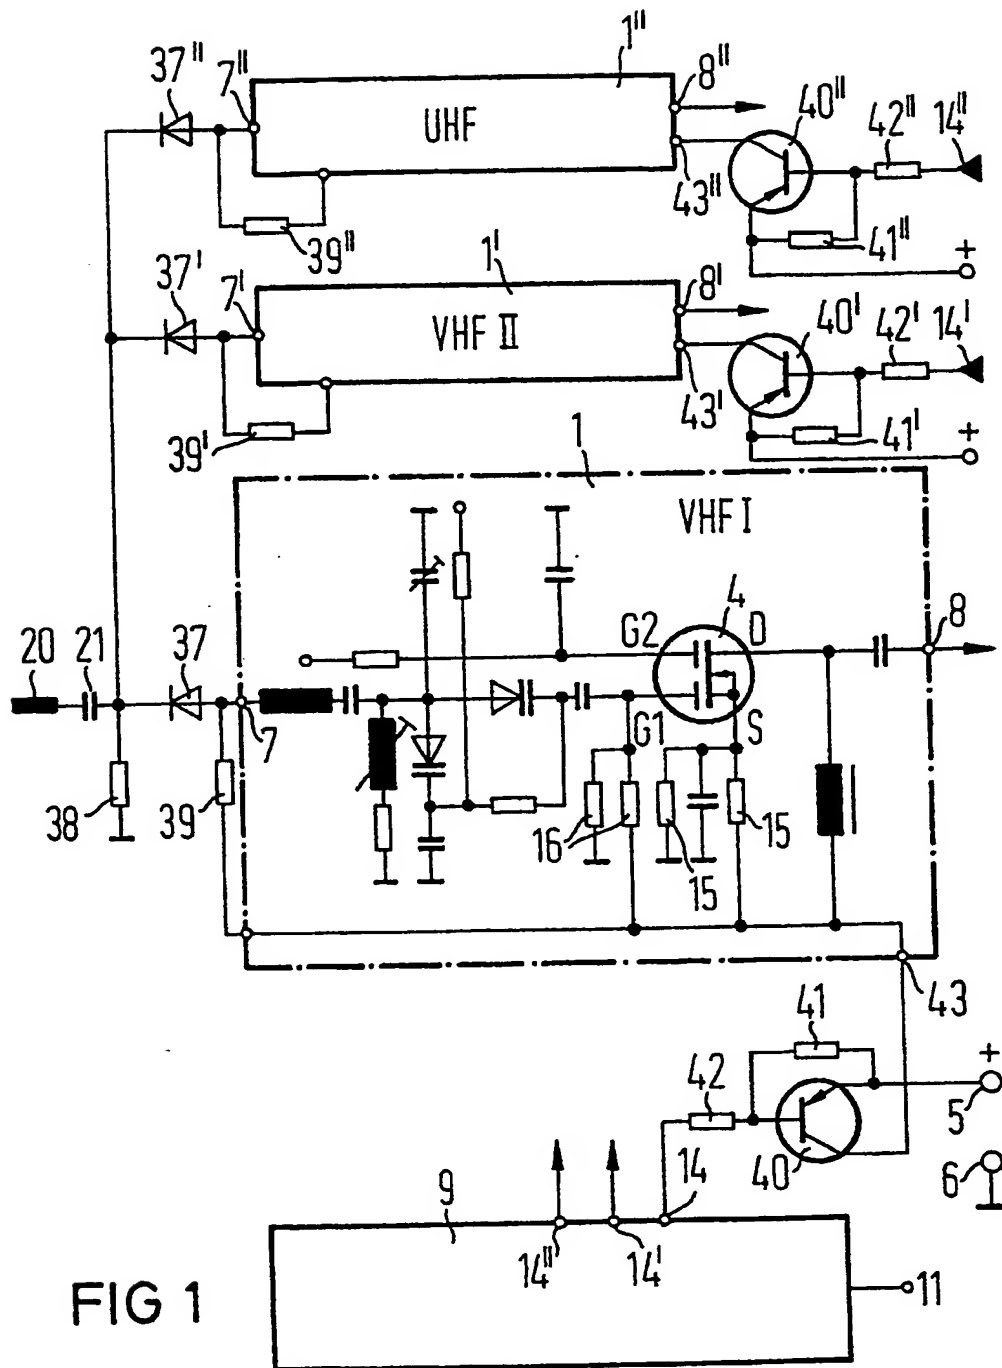 1''
37'' 7'' 8'' 40'' 42'' 14''
UHF
43''
39'' 41'' +
1'
37' 7' 8' 40' 42' 14'
VHF II
43'
39' 41' +
1
VHF I
4
G2 D 8
20 21 37
7 G1 S
38 39 16 15 15
43
41
42 +
5
40 6
9 14
14'' 14'
11
FIG 1